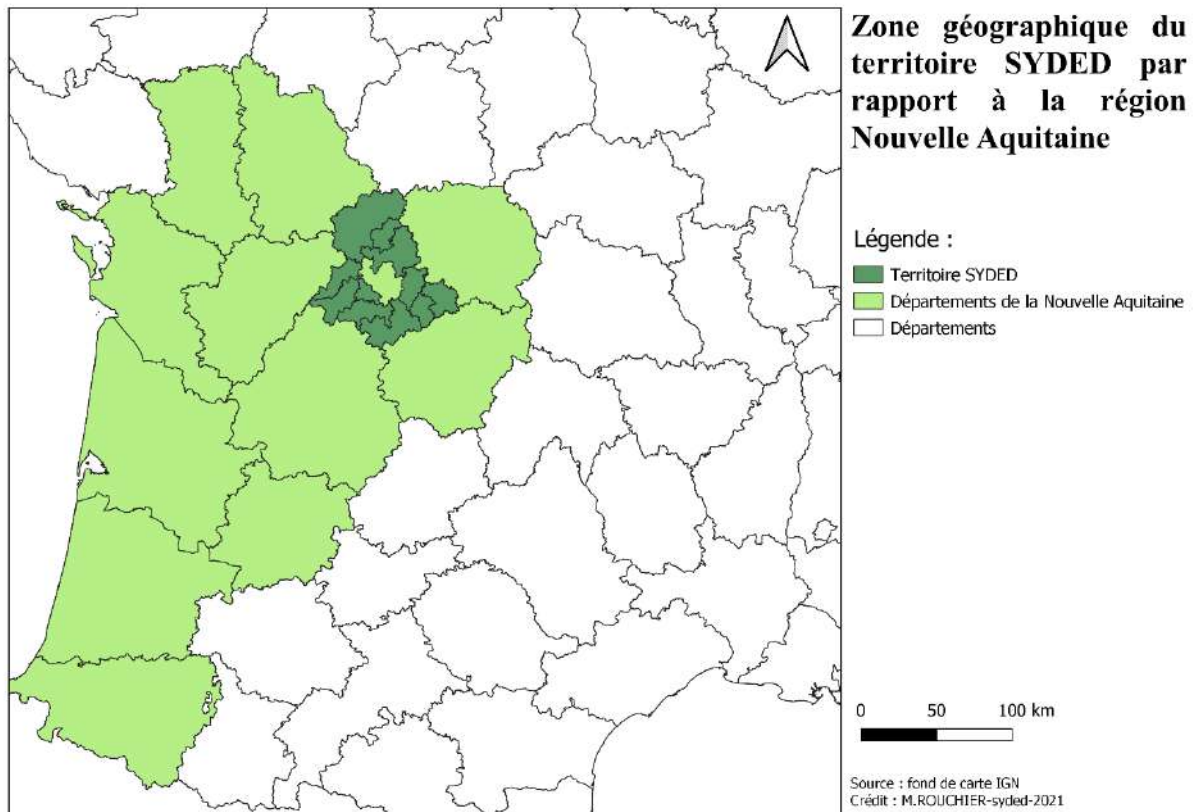 Zone géographique du
territoire SYDED par
rapport à la région
Nouvelle Aquitaine
Légende :
Territoire SYDED
Départements de la Nouvelle Aquitaine
Départements
0 50 100 km
Source : fond de carte IGN
Crédit : M.ROUCHIER-syded-2021